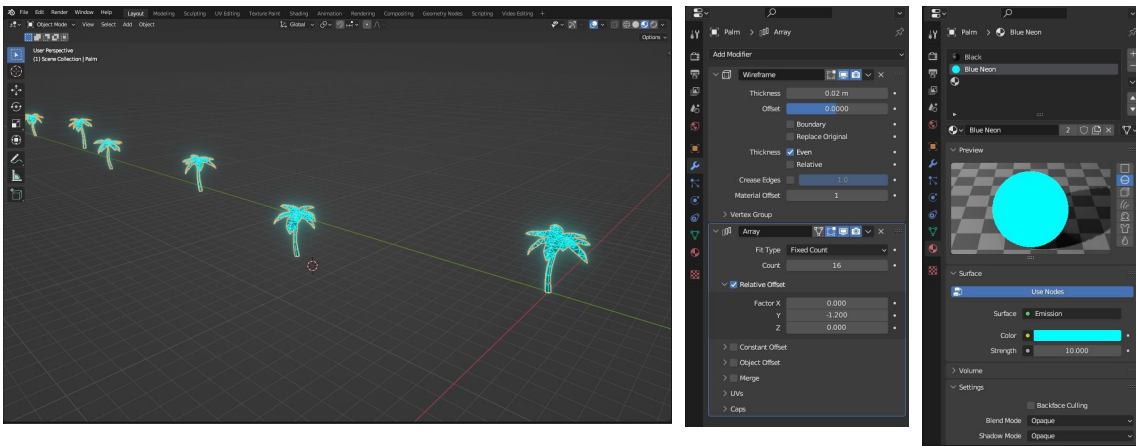 File Edit Render Window Help Layout Modeling Sculpting UV Editing Texture Paint Shading Animation Rendering Compositing Geometry Nodes Scripting Video Editing +
Object Mode View Select Add Object Global
Options
User Perspective
(1) Scene Collection | Palm
Palm > Array
Add Modifier
Wireframe
Thickness 0.02 m
Offset 0.0000
Boundary
Replace Original
Thickness Even
Relative
Crease Edges 1.0
Material Offset 1
Vertex Group
Array
Fit Type Fixed Count
Count 16
Relative Offset
Factor X 0.000
Y -1.200
Z 0.000
Constant Offset
Object Offset
Merge
UVs
Caps
Palm > Blue Neon
Black
Blue Neon
Blue Neon 2
Preview
Surface
Use Nodes
Surface Emission
Color
Strength 10.000
Volume
Settings
Backface Culling
Blend Mode Opaque
Shadow Mode Opaque